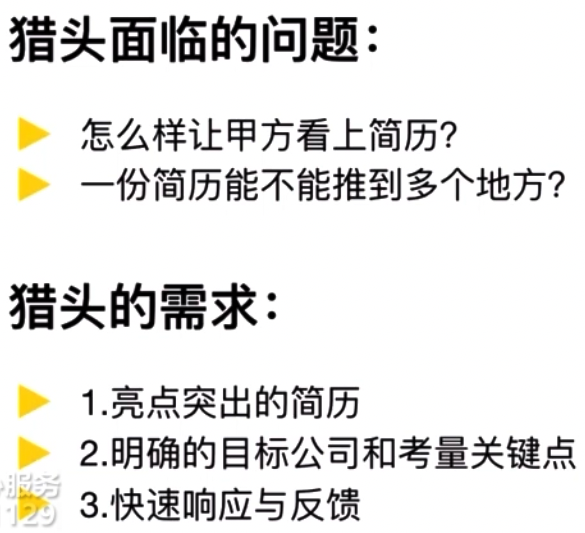 猎头面临的问题：
怎么样让甲方看上简历？
一份简历能不能推到多个地方？
猎头的需求：
1.亮点突出的简历
2.明确的目标公司和考量关键点
3.快速响应与反馈
服务
129